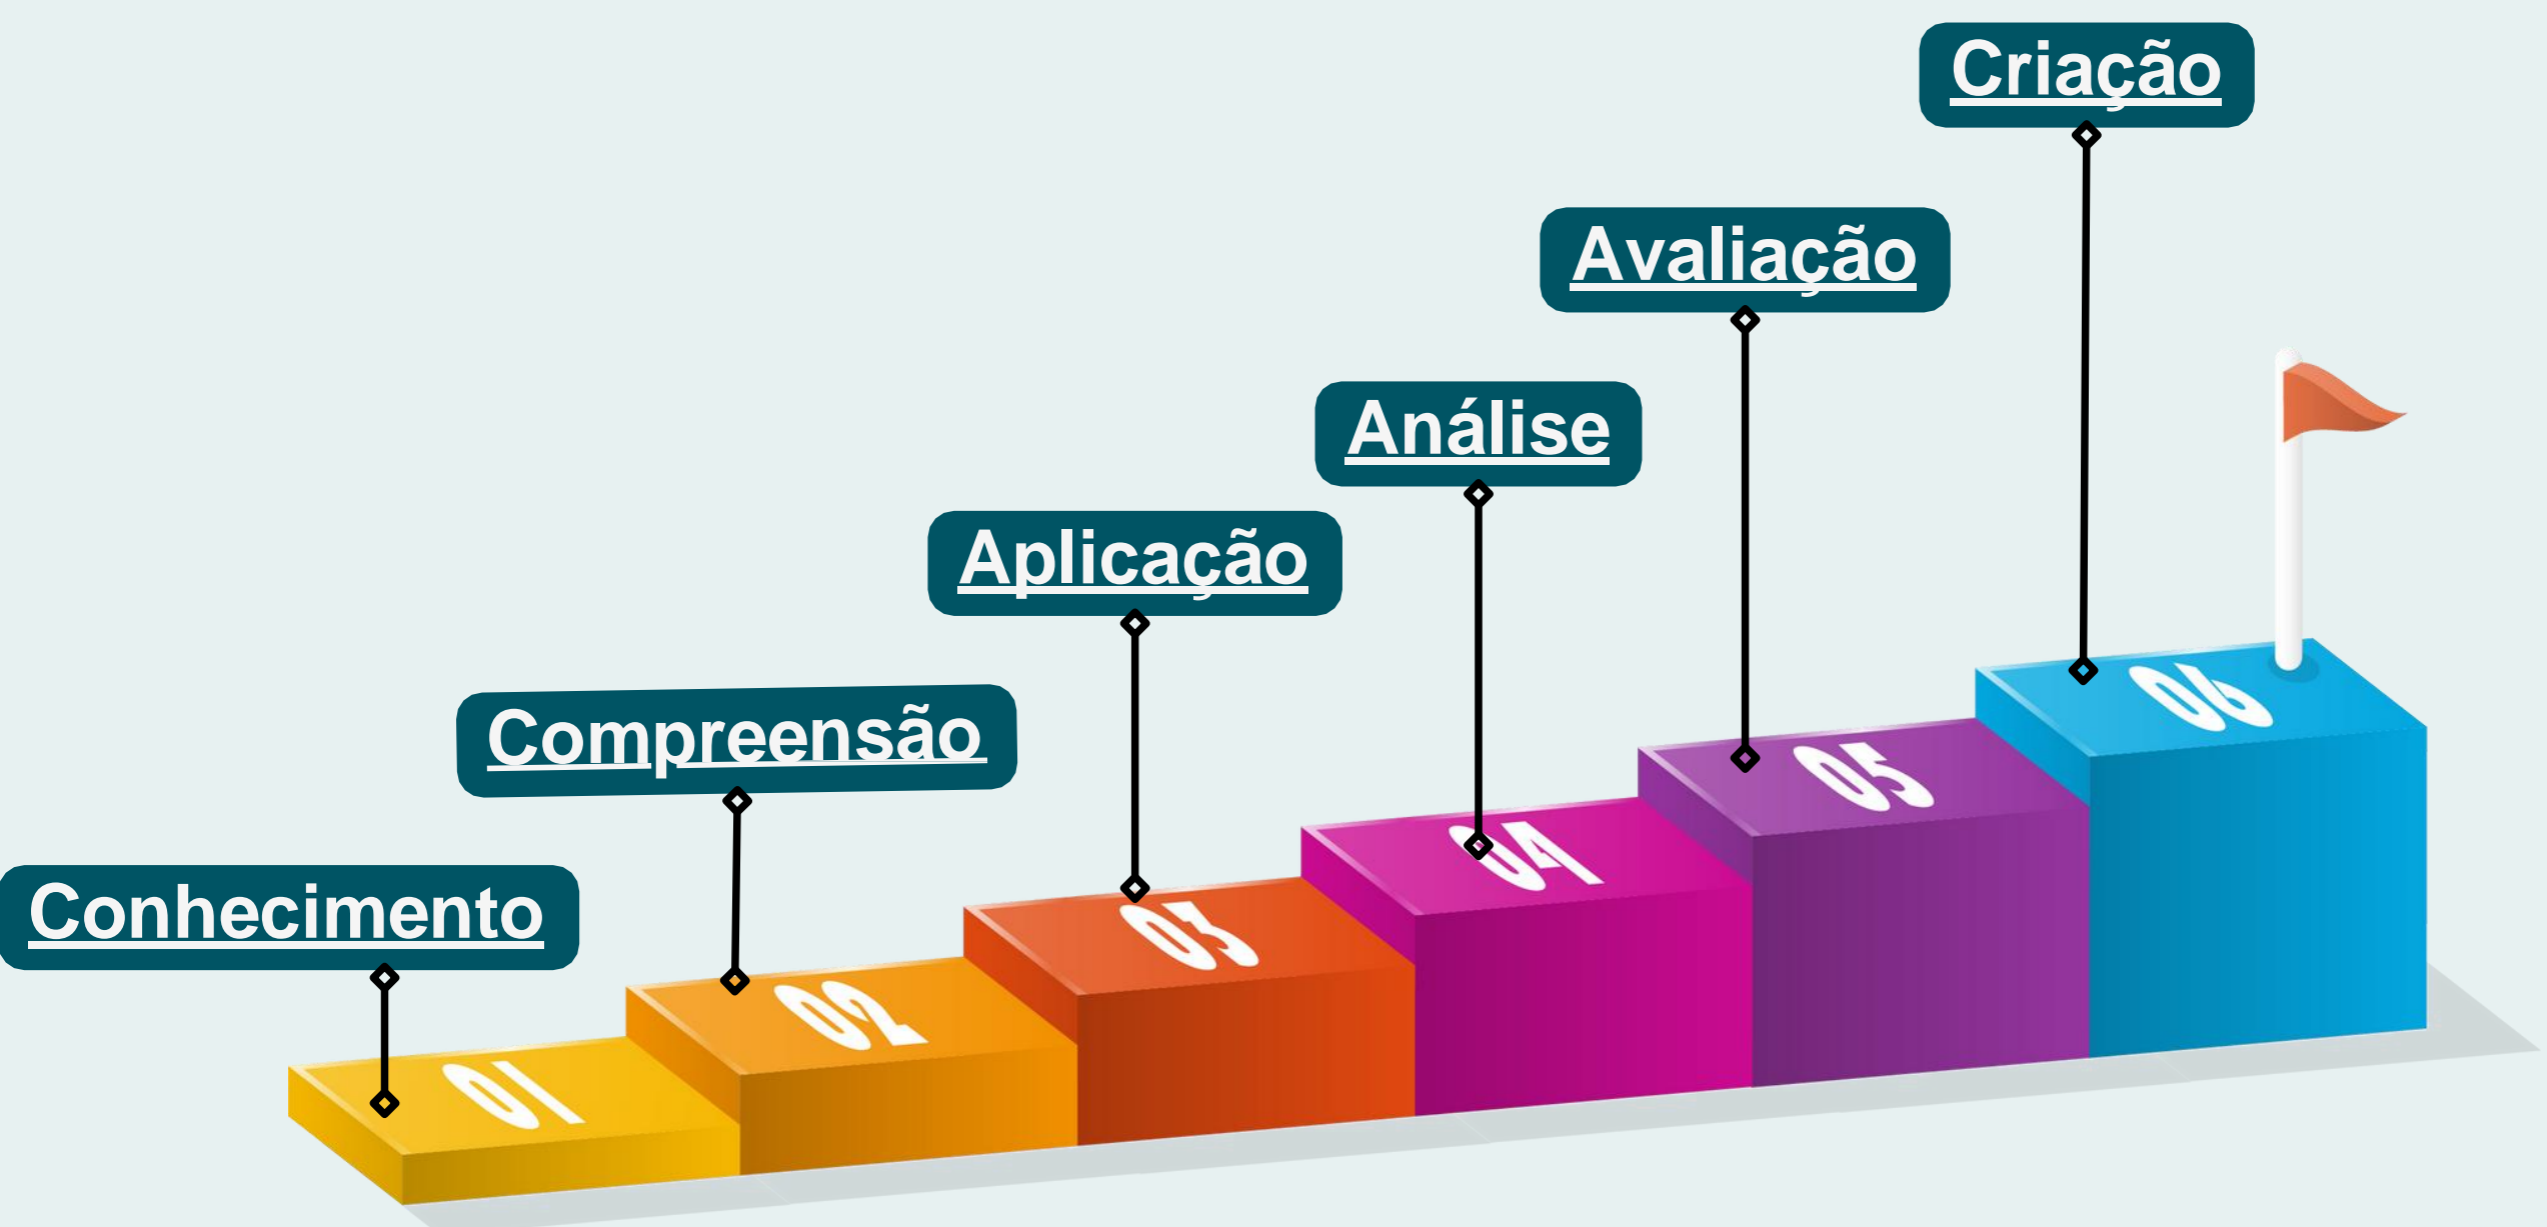 Criação
Avaliação
Análise
Aplicação
Compreensão
Conhecimento
01
02
03
04
05
06